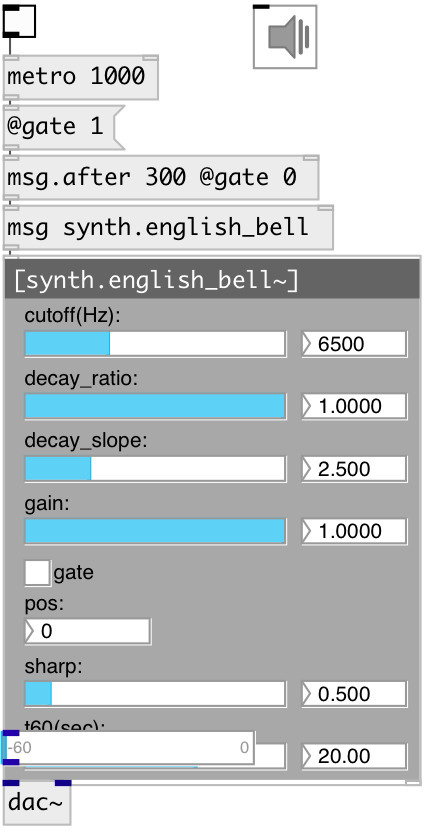 metro 1000
@gate 1
msg.after 300 @gate 0
msg synth.english_bell
[synth.english_bell~]
cutoff(Hz):
6500
decay_ratio:
1.0000
decay_slope:
2.500
gain:
1.0000
gate
pos:
0
sharp:
0.500
t60(sec):
-60 0
20.00
dac~